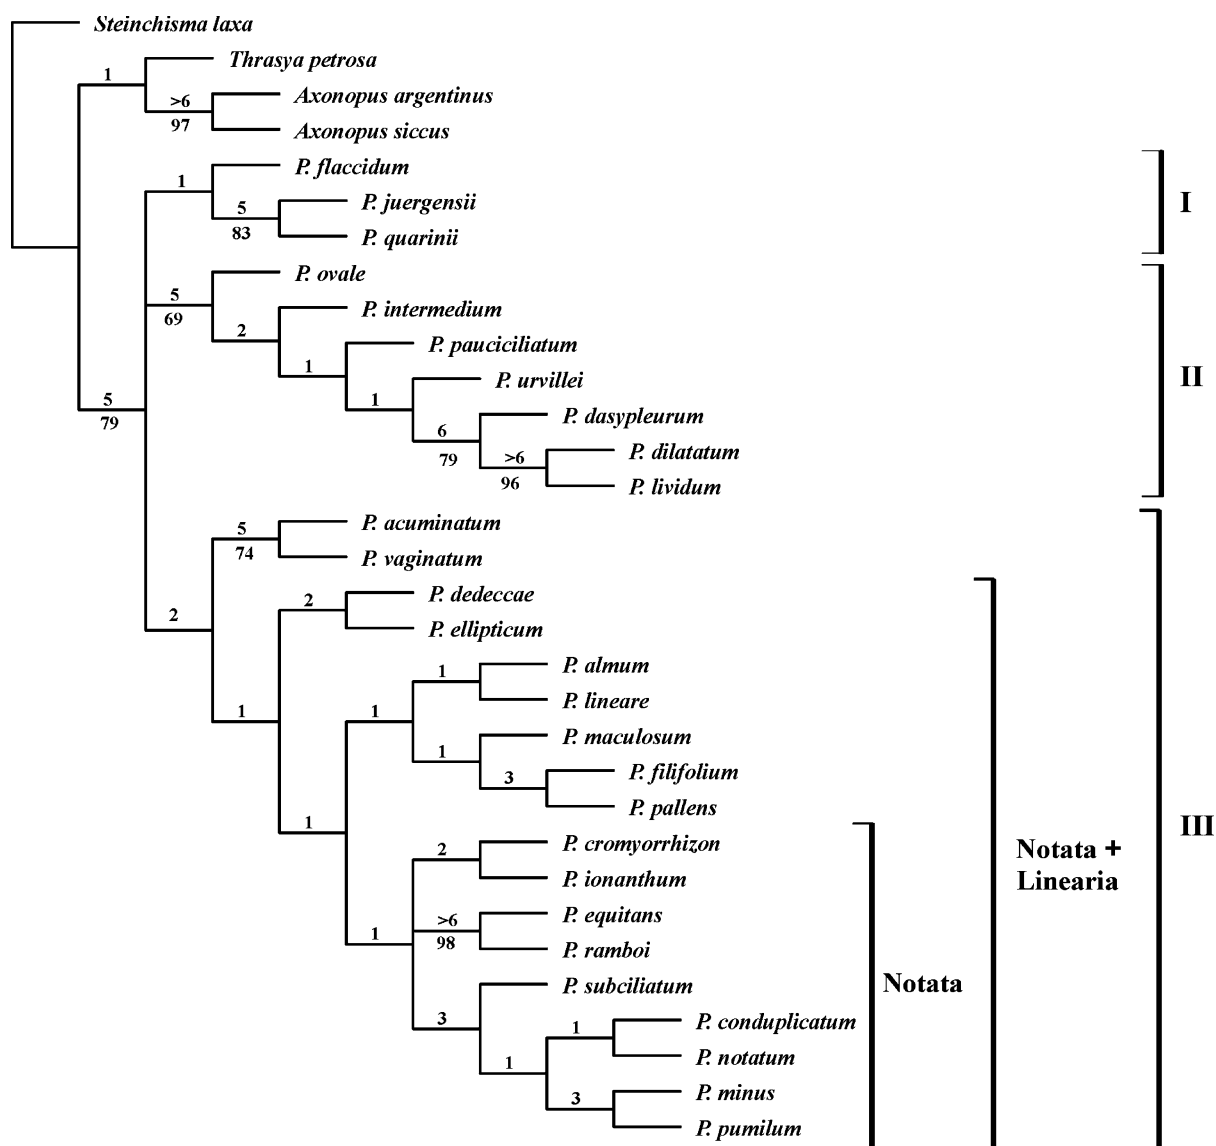 Steinchisma laxa
Thrasya petrosa
1
>6
Axonopus argentinus
97
Axonopus siccus
P. flaccidum
1
5
P. juergensii
I
83
P. quarinii
P. ovale
5
69
P. intermedium
2
P. pauciciliatum
1
P. urvillei
II
5
1
79
P. dasypleurum
6
P. dilatatum
79
>6
96
P. lividum
P. acuminatum
5
74
P. vaginatum
P. dedeccae
2
2
P. ellipticum
P. almum
1
P. lineare
1
1
P. maculosum
1
P. filifolium
3
P. pallens
1
III
P. cromyorrhizon
2
Notata +
P. ionanthum
Linearia
P. equitans
>6
1
98
P. ramboi
P. subciliatum
Notata
3
P. conduplicatum
1
P. notatum
1
P. minus
3
P. pumilum